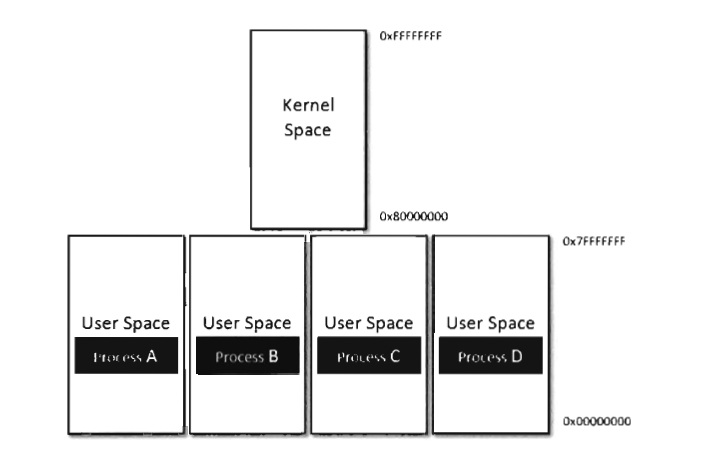 0xFFFFFFFF
Kernel
Space
0x80000000
0x7FFFFFFF
User Space
Process A
User Space
Process B
User Space
Process C
User Space
Process D
0x00000000